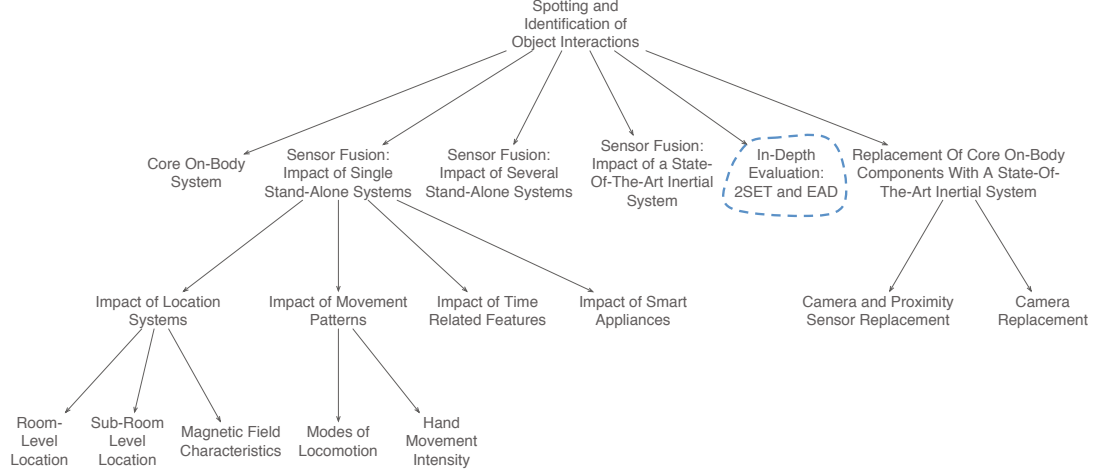 Spotting and
Identification of
Object Interactions
Core On-Body
System
Sensor Fusion:
Impact of Single
Stand-Alone Systems
Sensor Fusion:
Impact of Several
Stand-Alone Systems
Sensor Fusion:
Impact of a State-
Of-The-Art Inertial
System
In-Depth
Evaluation:
2SET and EAD
Replacement Of Core On-Body
Components With A State-Of-
The-Art Inertial System
Impact of Location
Systems
Impact of Movement
Patterns
Impact of Time
Related Features
Impact of Smart
Appliances
Camera and Proximity
Sensor Replacement
Camera
Replacement
Room-
Level
Location
Sub-Room
Level
Location
Magnetic Field
Characteristics
Modes of
Locomotion
Hand
Movement
Intensity